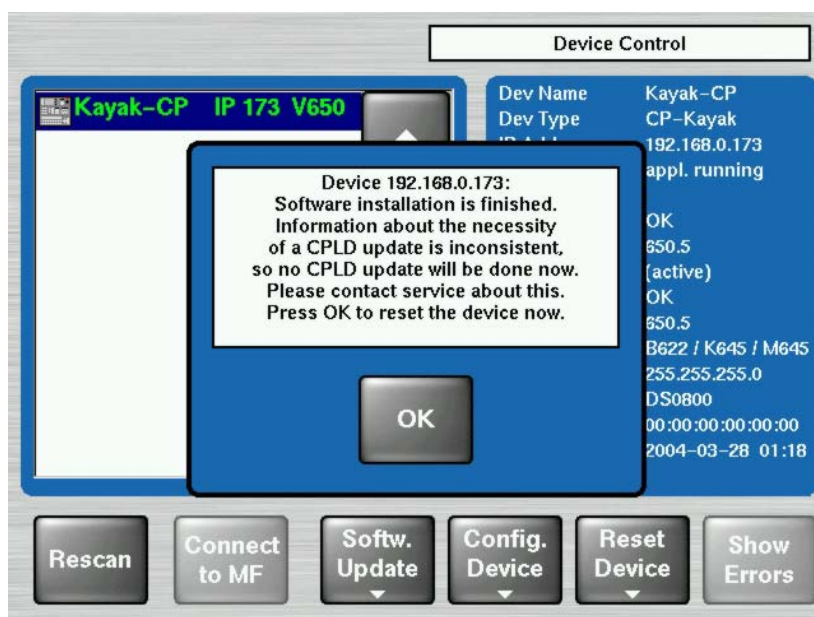 Device Control
Kayak-CP IP 173 V650
Dev Name Kayak-CP
Dev Type CP-Kayak
192.168.0.173
appl. running
OK
650.5
(active)
OK
650.5
B622 / K645 / M645
255.255.255.0
DS0800
00:00:00:00:00:00
2004-03-28 01:18
Device 192.168.0.173:
Software installation is finished.
Information about the necessity
of a CPLD update is inconsistent,
so no CPLD update will be done now.
Please contact service about this.
Press OK to reset the device now.
OK
Rescan
Connect
to MF
Softw.
Update
Config.
Device
Reset
Device
Show
Errors